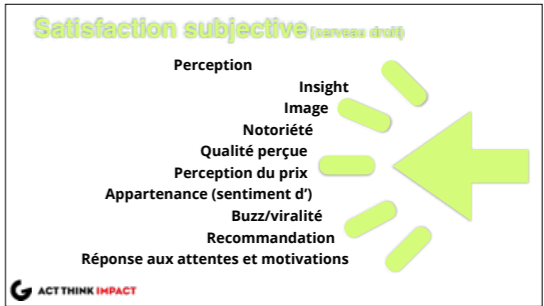 Satisfaction subjective (cerveau droit)
Perception
Insight
Image
Notoriété
Qualité perçue
Perception du prix
Appartenance (sentiment d’)
Buzz/viralité
Recommandation
Réponse aux attentes et motivations
ACT THINK IMPACT